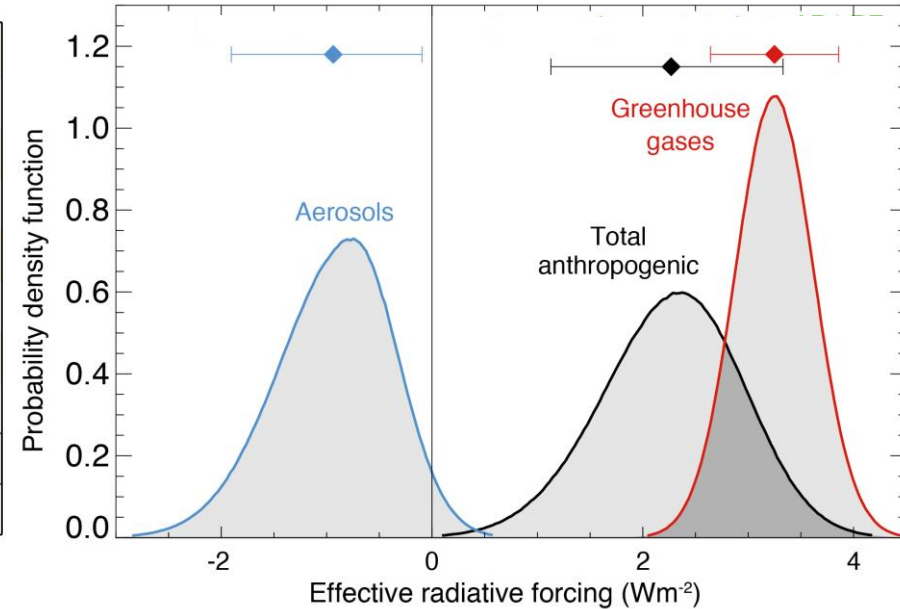 1.2
1.0
0.8
0.6
0.4
0.2
0.0
Probability density function
Greenhouse
gases
Aerosols
Total
anthropogenic
-2
0
2
4
Effective radiative forcing (Wm⁻²)